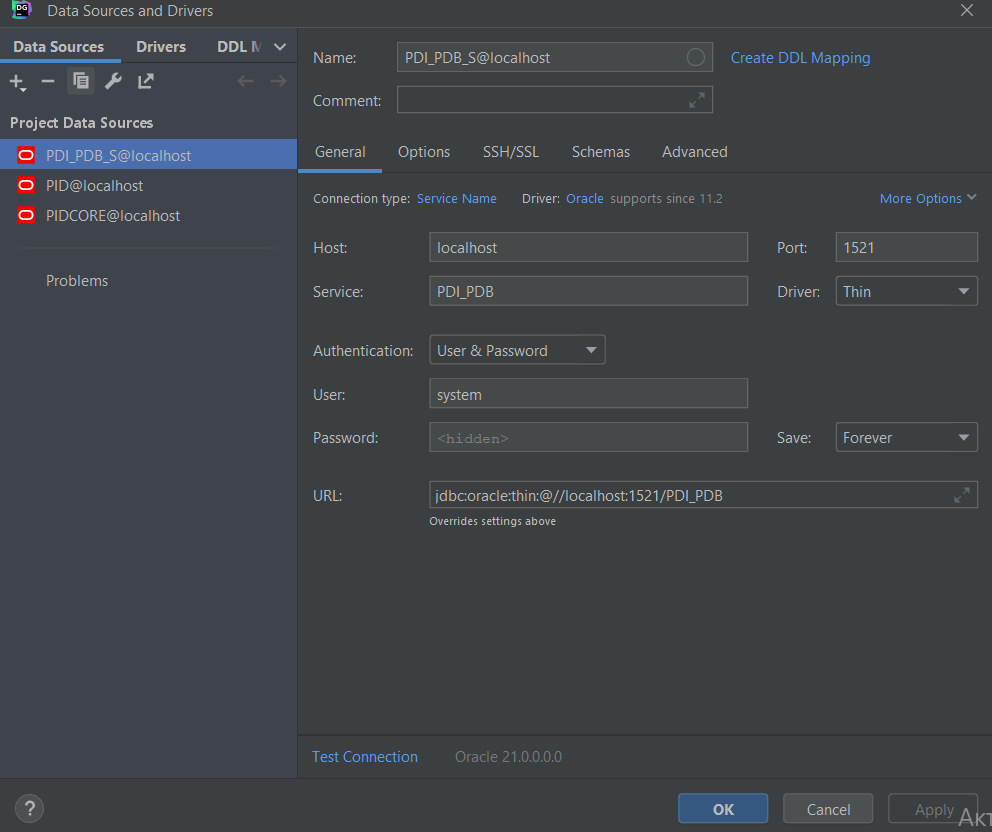 DG Data Sources and Drivers
Data Sources Drivers DDL M
Project Data Sources
PDI_PDB_S@localhost
PID@localhost
PIDCORE@localhost
Problems
Name: PDI_PDB_S@localhost Create DDL Mapping
Comment:
General Options SSH/SSL Schemas Advanced
Connection type: Service Name Driver: Oracle supports since 11.2 More Options
Host: localhost Port: 1521
Service: PDI_PDB Driver: Thin
Authentication: User & Password
User: system
Password: <hidden> Save: Forever
URL: jdbc:oracle:thin:@//localhost:1521/PDI_PDB
Overrides settings above
Test Connection Oracle 21.0.0.0.0
? OK Cancel Apply